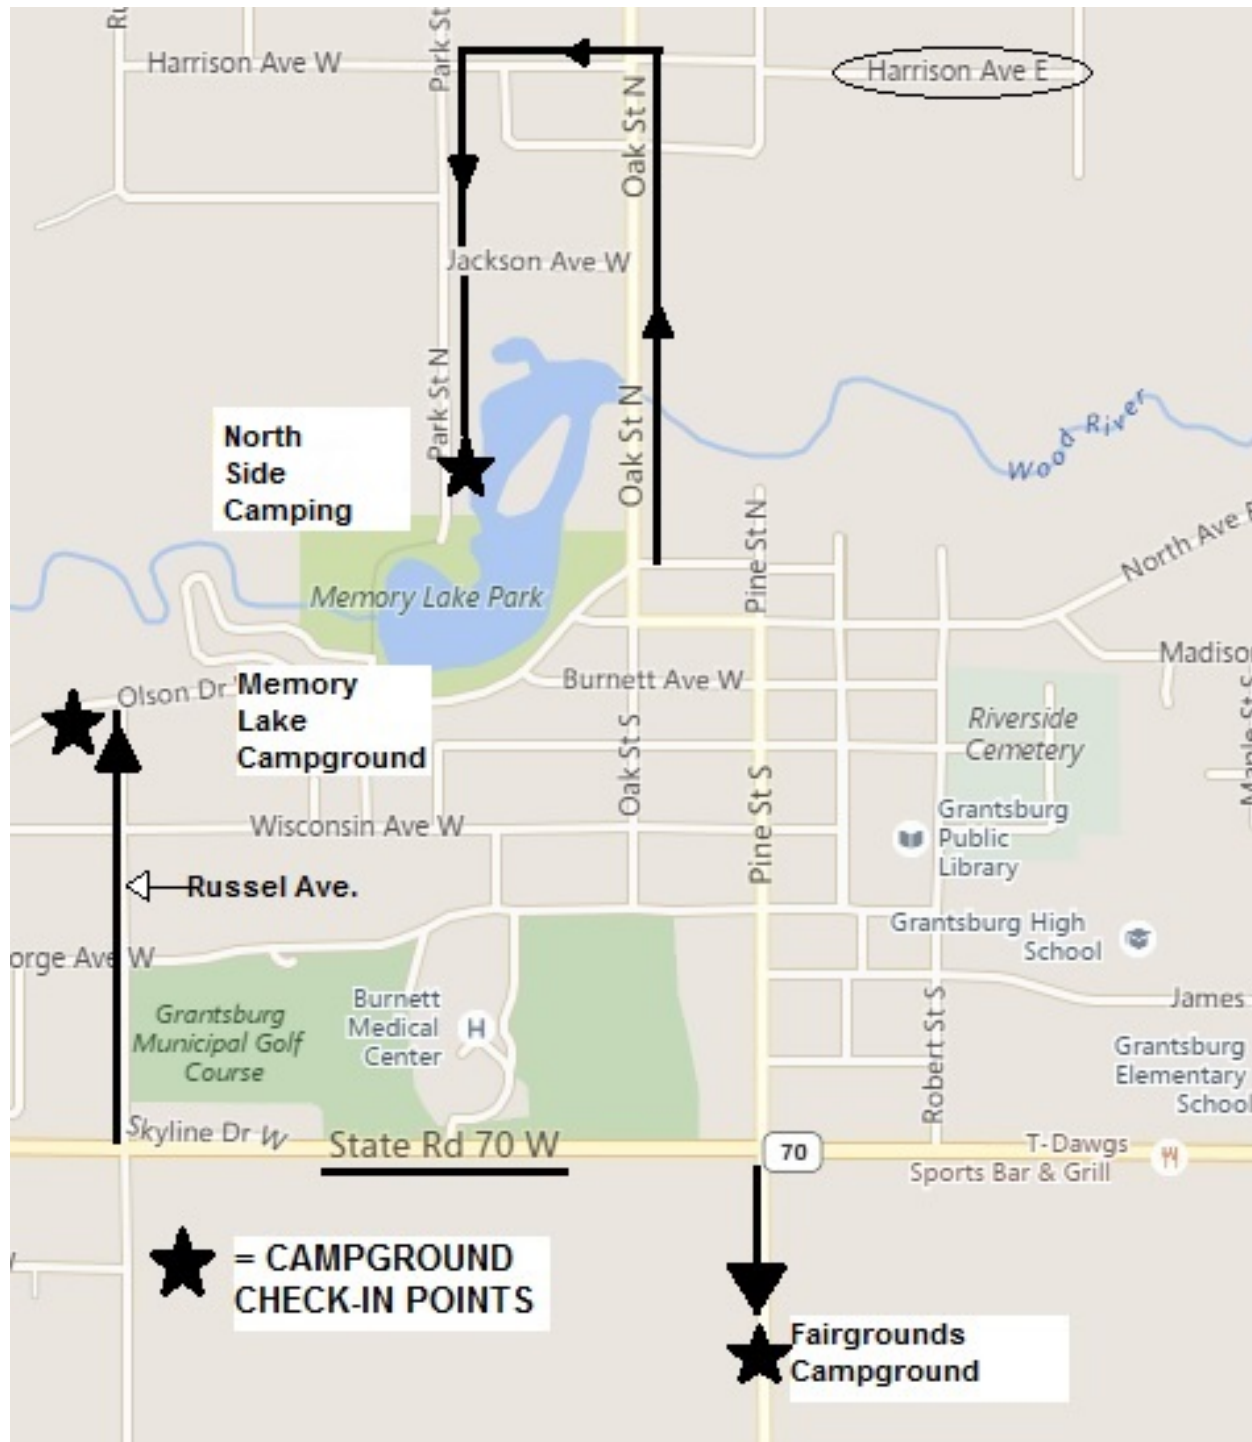 Ru
Park St
Harrison Ave W
Harrison Ave E
Oak St N
Jackson Ave W
Park St N
Oak St N
Wood River
North
Side
Camping
Pine St N
North Ave E
Memory Lake Park
Madiso
Olson Dr
Memory
Lake
Campground
Burnett Ave W
Riverside
Cemetery
Maple St S
Oak St S
Pine St S
Wisconsin Ave W
Grantsburg
Public
Library
Russel Ave.
Grantsburg High
School
orge Ave W
Grantsburg
Municipal Golf
Course
Burnett
Medical
Center
H
James
Robert St S
Grantsburg
Elementary
School
Skyline Dr W
State Rd 70 W
70
T-Dawgs
Sports Bar & Grill
= CAMPGROUND
CHECK-IN POINTS
Fairgrounds
Campground